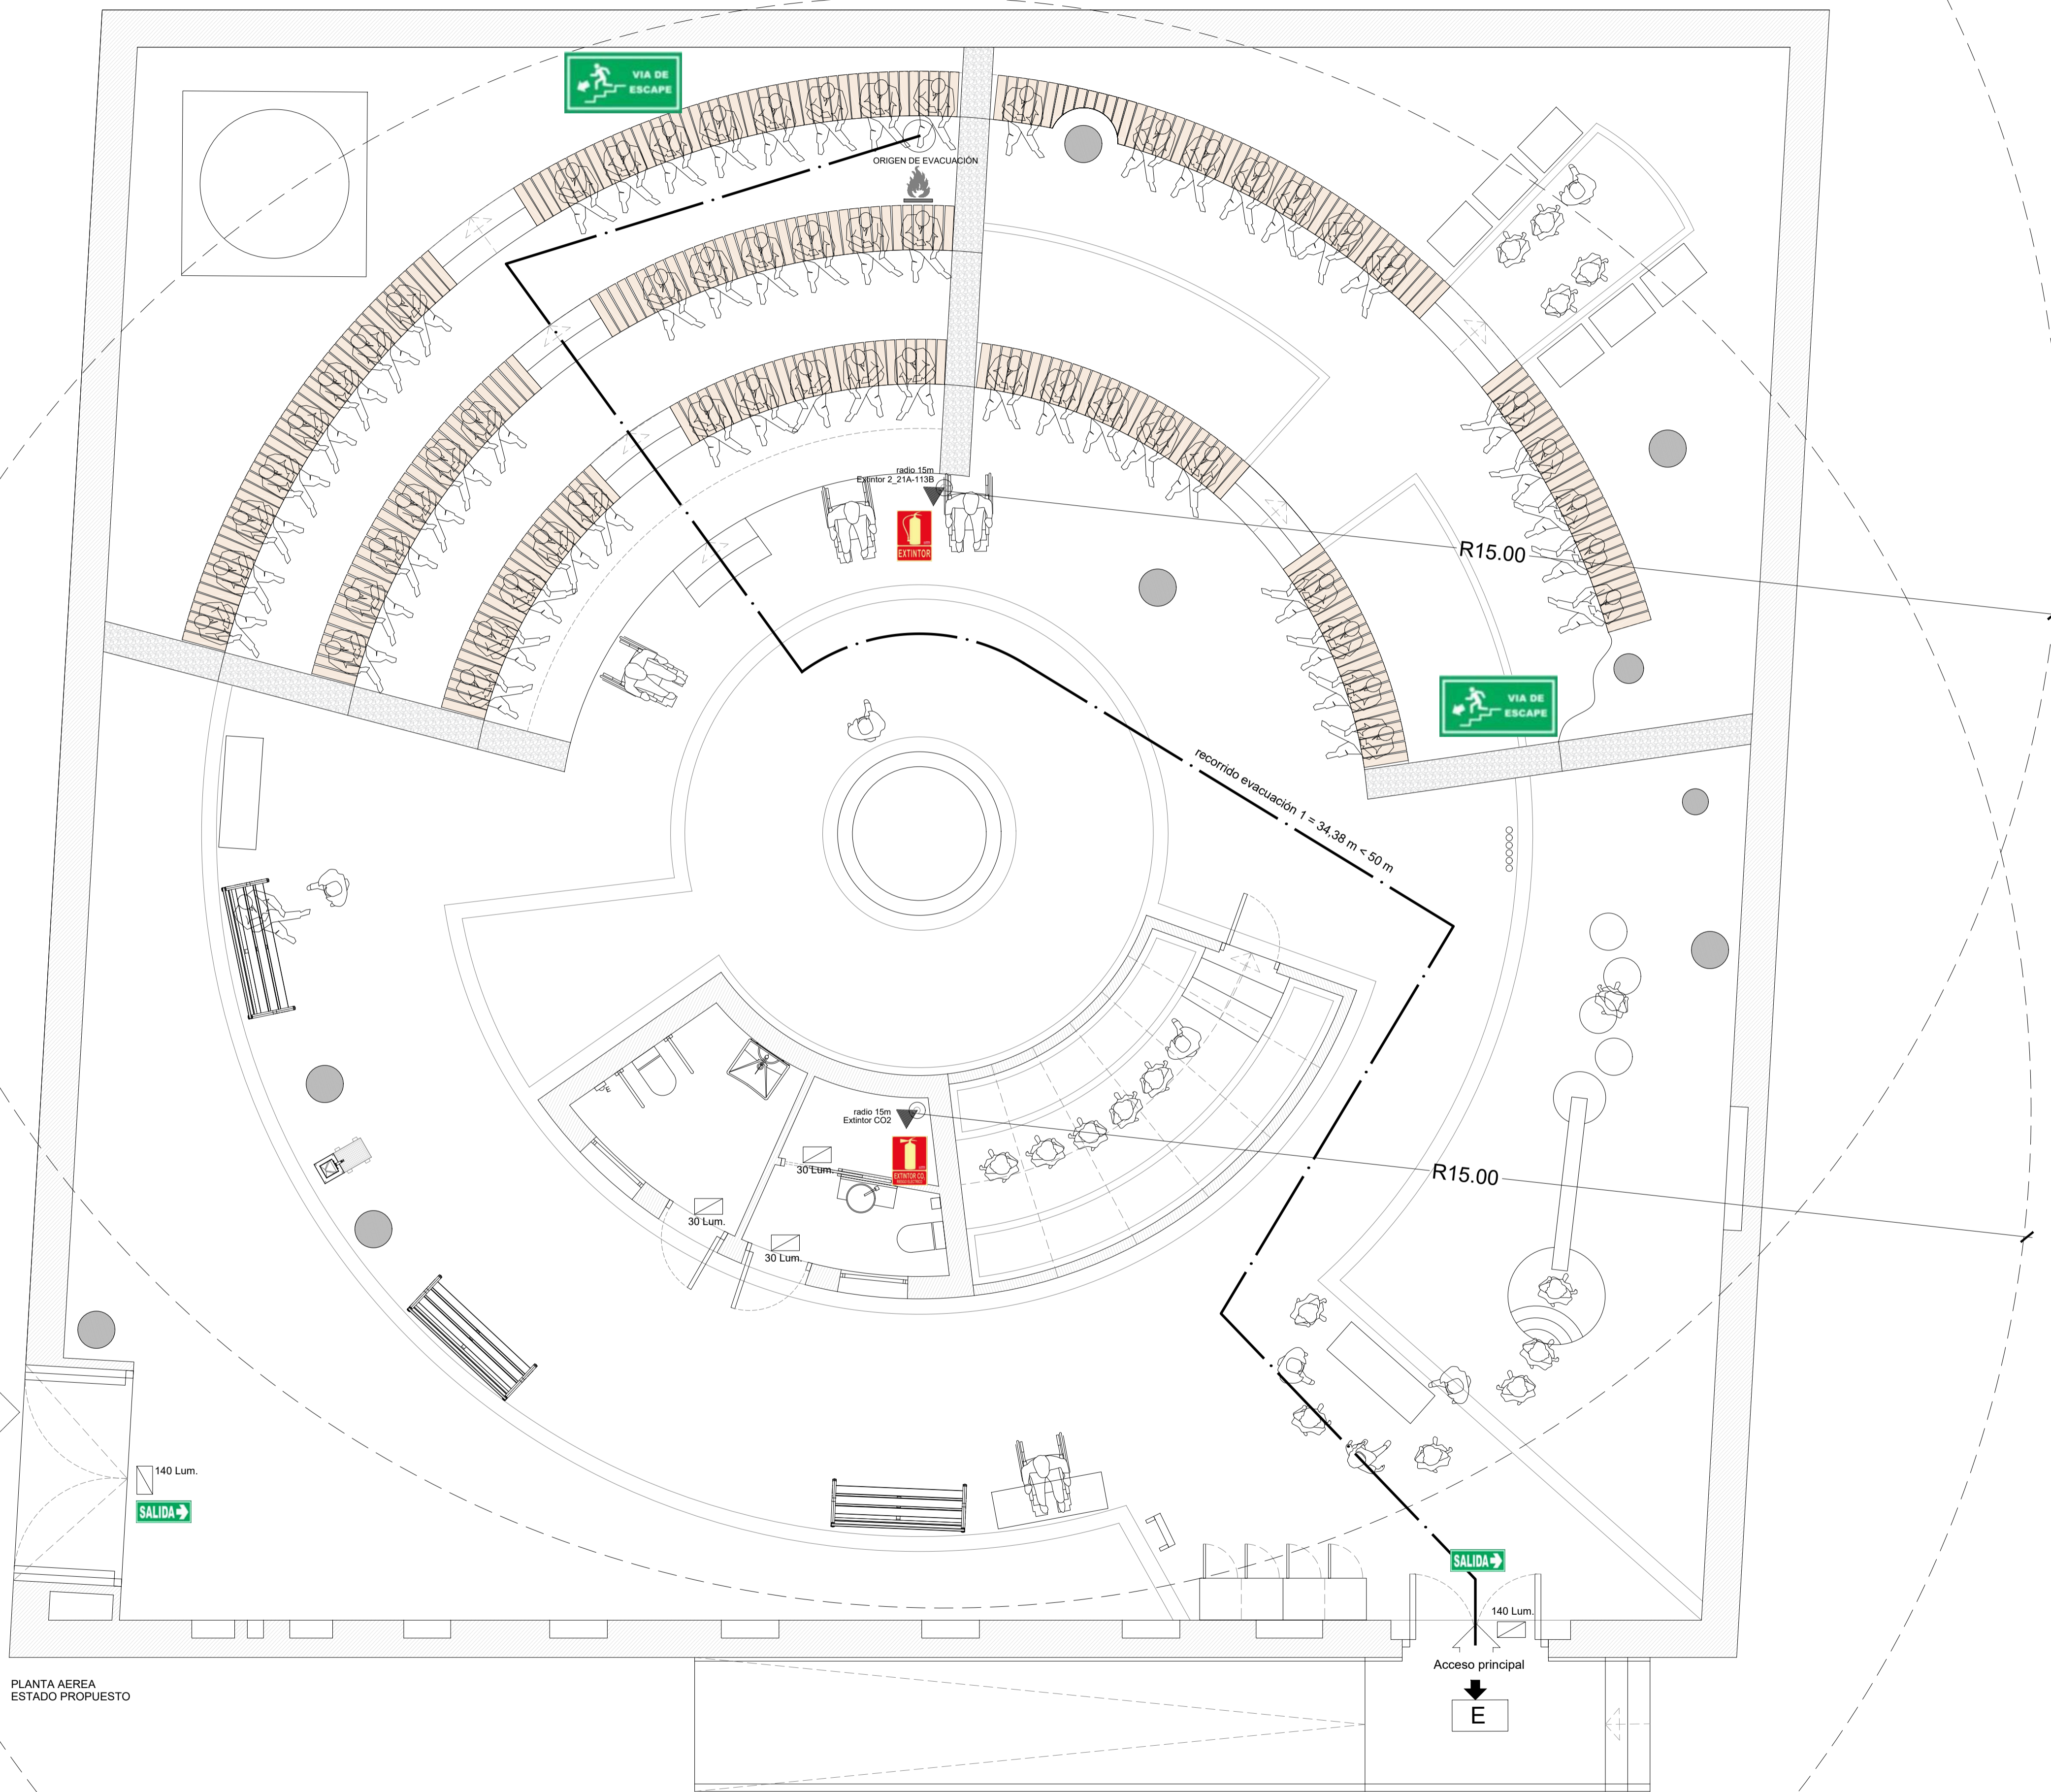 VIA DE
ESCAPE
ORIGEN DE EVACUACIÓN
radio 15m
Extintor 2_21A-113B
EXTINTOR
R15.00
VIA DE
ESCAPE
recorrido evacuación 1 = 34,38 m < 50 m
E
radio 15m
Extintor CO2
EXTINTOR CO
30 Lum.
R15.00
30 Lum.
30 Lum.
140 Lum.
SALIDA
SALIDA
140 Lum.
Acceso principal
E
PLANTA AEREA
ESTADO PROPUESTO